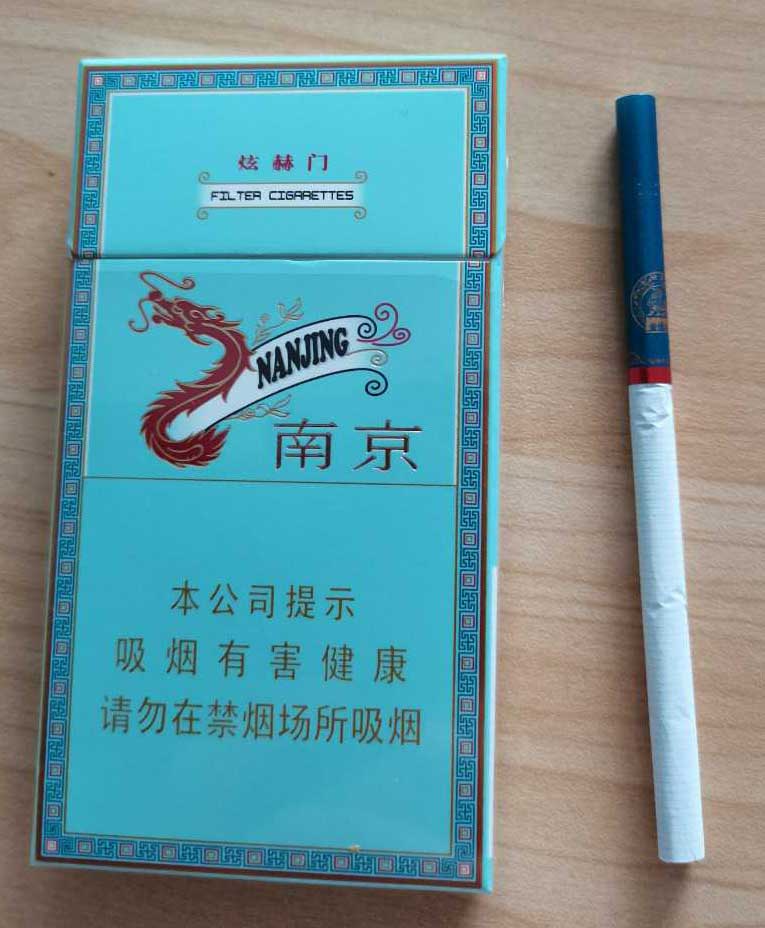 炫赫门
FILTER CIGARETTES
NANJING
南京
本公司提示
吸烟有害健康
请勿在禁烟场所吸烟